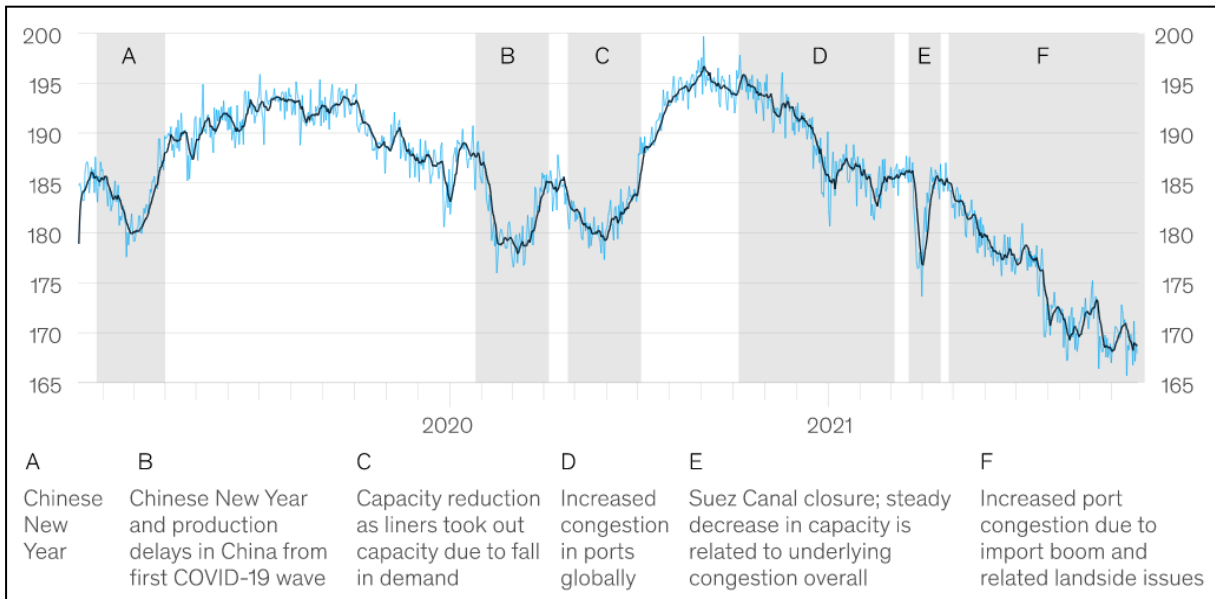 200 200
A B C D E F
195 195
190 190
185 185
180 180
175 175
170 170
165 165
2020 2021
A
Chinese
New
Year
B
Chinese New Year
and production
delays in China from
first COVID-19 wave
C
Capacity reduction
as liners took out
capacity due to fall
in demand
D
Increased
congestion
in ports
globally
E
Suez Canal closure; steady
decrease in capacity is
related to underlying
congestion overall
F
Increased port
congestion due to
import boom and
related landside issues